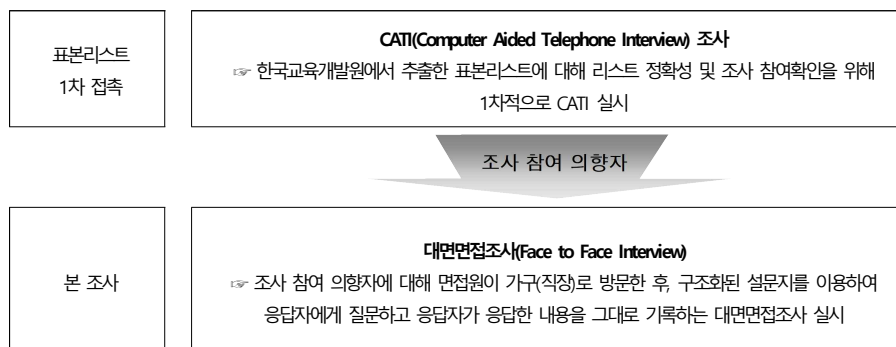 표본리스트
1차 접촉
CATI(Computer Aided Telephone Interview) 조사
☞ 한국교육개발원에서 추출한 표본리스트에 대해 리스트 정확성 및 조사 참여확인을 위해
1차적으로 CATI 실시
조사 참여 의향자
본 조사
대면면접조사(Face to Face Interview)
☞ 조사 참여 의향자에 대해 면접원이 가구(직장)로 방문한 후, 구조화된 설문지를 이용하여
응답자에게 질문하고 응답자가 응답한 내용을 그대로 기록하는 대면면접조사 실시